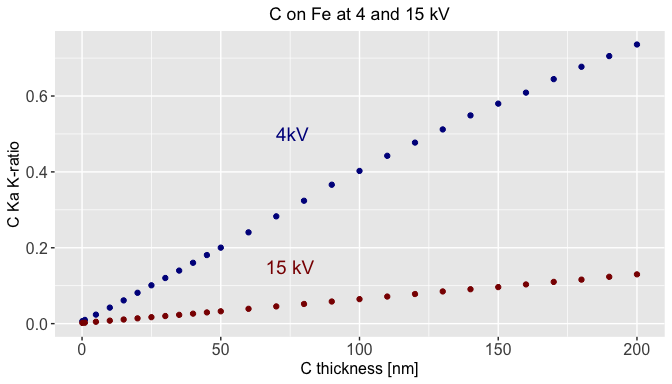 C on Fe at 4 and 15 kV
C Ka K-ratio
0.6
0.4
0.2
0.0
4kV
15 kV
0 50 100 150 200
C thickness [nm]